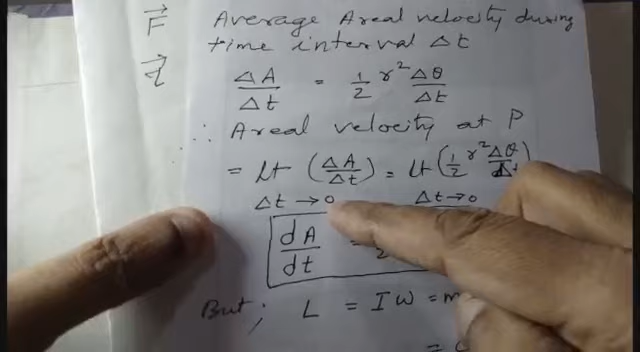 F⃗ Average Areal velocity during
time interval Δt
τ⃗
ΔA/Δt = 1/2 r² Δθ/Δt
∴ Areal velocity at P
= Lt (ΔA/Δt) = Lt (1/2 r² Δθ/Δt)
Δt → 0 Δt → 0
dA/dt = 2
But; L = Iω = m
=